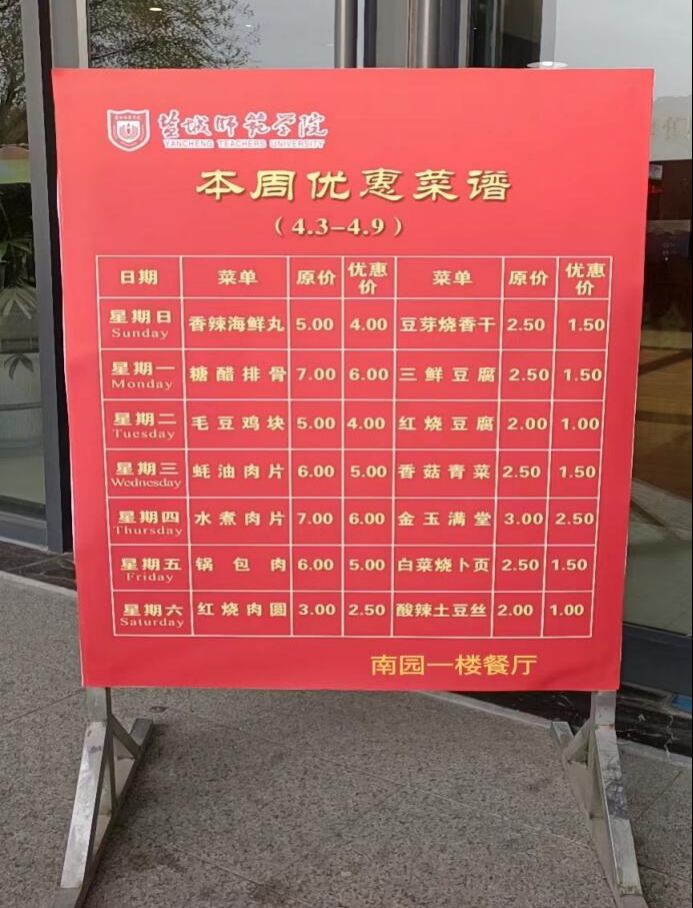 盐城师范学院
YANCHENG TEACHERS UNIVERSITY
本周优惠菜谱
（4.3-4.9）
日期 菜单 原价 优惠价 菜单 原价 优惠价
星期日 Sunday 香辣海鲜丸 5.00 4.00 豆芽烧香干 2.50 1.50
星期一 Monday 糖醋排骨 7.00 6.00 三鲜豆腐 2.50 1.50
星期二 Tuesday 毛豆鸡块 5.00 4.00 红烧豆腐 2.00 1.00
星期三 Wednesday 蚝油肉片 6.00 5.00 香菇青菜 2.50 1.50
星期四 Thursday 水煮肉片 7.00 6.00 金玉满堂 3.00 2.50
星期五 Friday 锅包肉 6.00 5.00 白菜烧卜页 2.50 1.50
星期六 Saturday 红烧肉圆 3.00 2.50 酸辣土豆丝 2.00 1.00
南园一楼餐厅